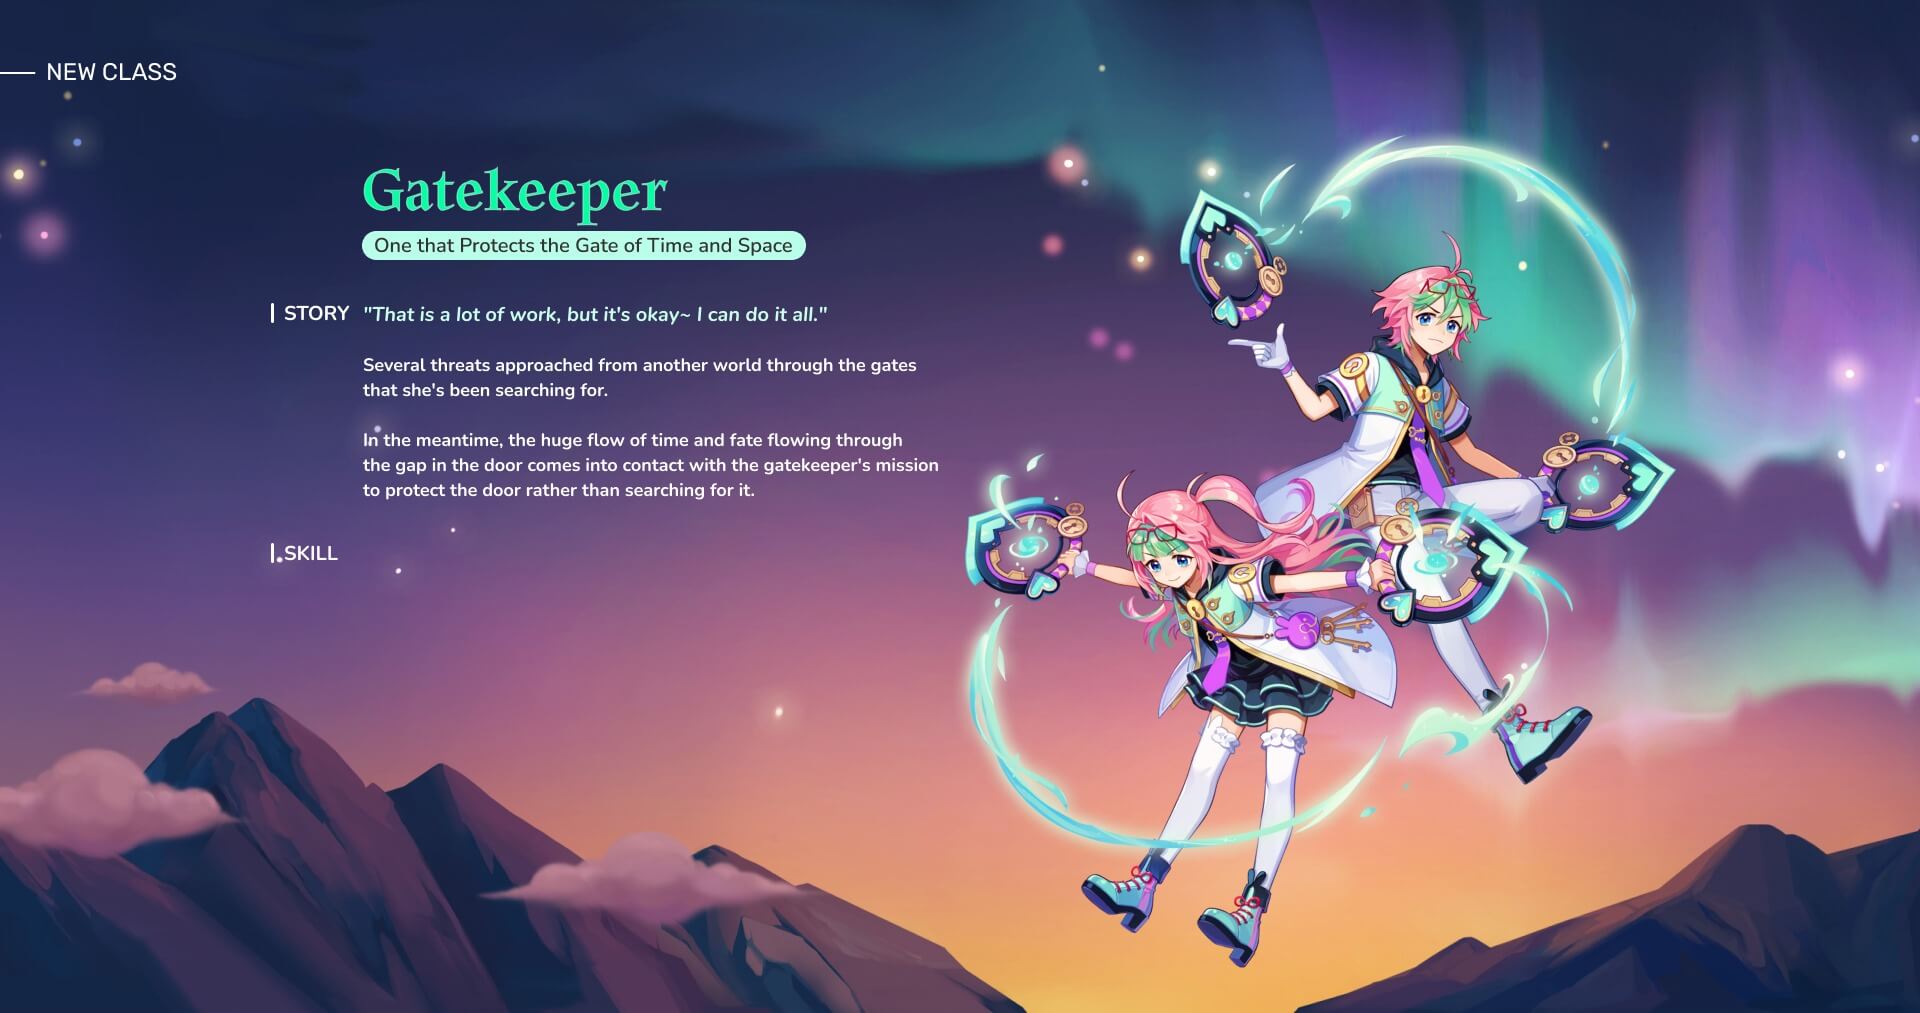 NEW CLASS
Gatekeeper
One that Protects the Gate of Time and Space
STORY
"That is a lot of work, but it's okay~ I can do it all."
Several threats approached from another world through the gates
that she's been searching for.
In the meantime, the huge flow of time and fate flowing through
the gap in the door comes into contact with the gatekeeper's mission
to protect the door rather than searching for it.
SKILL